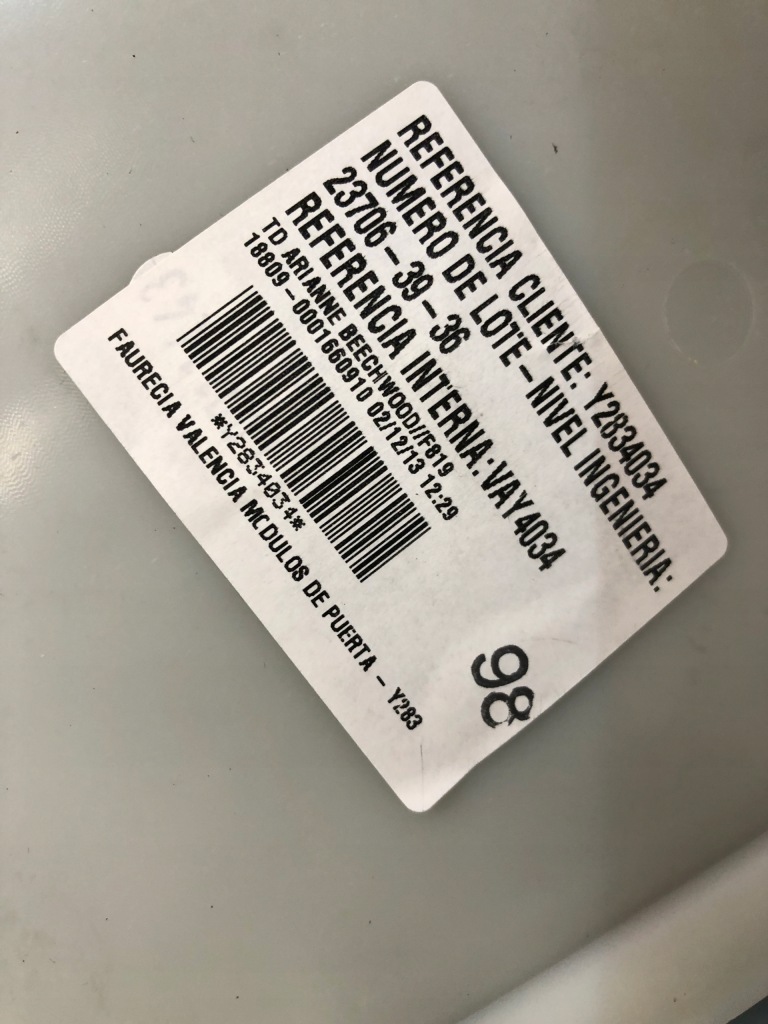 REFERENCIA CLIENTE: Y2834034
NUMERO DE LOTE-NIVEL INGENIERIA:
23706-39-36
REFERENCIA INTERNA: VAY4034
TD ARIANNE BEECHWOOD//F819
18809-0001660910 02/12/13 12:29
*Y2834034*
FAURECIA VALENCIA MODULOS DE PUERTA - Y283
98